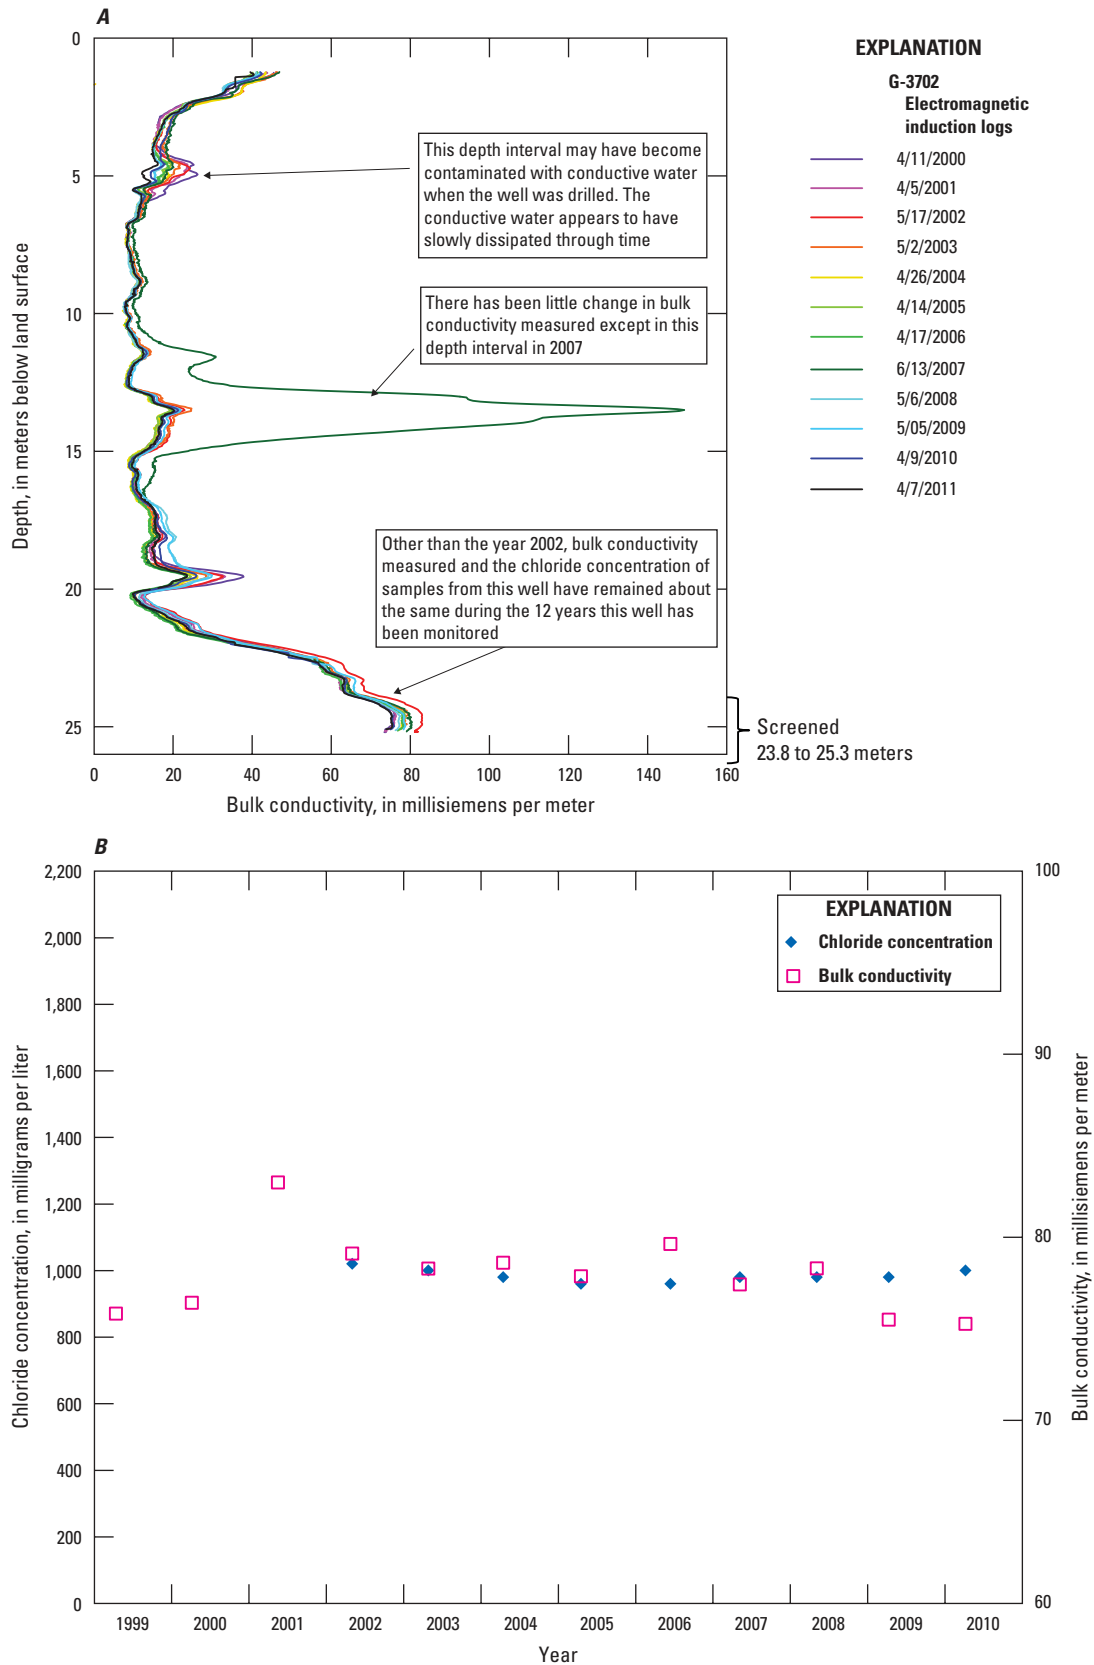 A
0
5
10
15
20
25
Depth, in meters below land surface
0 20 40 60 80 100 120 140 160
Bulk conductivity, in millisiemens per meter
This depth interval may have become
contaminated with conductive water
when the well was drilled. The
conductive water appears to have
slowly dissipated through time
There has been little change in bulk
conductivity measured except in this
depth interval in 2007
Other than the year 2002, bulk conductivity
measured and the chloride concentration of
samples from this well have remained about
the same during the 12 years this well has
been monitored
Screened
23.8 to 25.3 meters
EXPLANATION
G-3702
Electromagnetic
induction logs
4/11/2000
4/5/2001
5/17/2002
5/2/2003
4/26/2004
4/14/2005
4/17/2006
6/13/2007
5/6/2008
5/05/2009
4/9/2010
4/7/2011
B
2,200
2,000
1,800
1,600
1,400
1,200
1,000
800
600
400
200
0
Chloride concentration, in milligrams per liter
EXPLANATION
Chloride concentration
Bulk conductivity
100
90
80
70
60
Bulk conductivity, in millisiemens per meter
1999 2000 2001 2002 2003 2004 2005 2006 2007 2008 2009 2010
Year